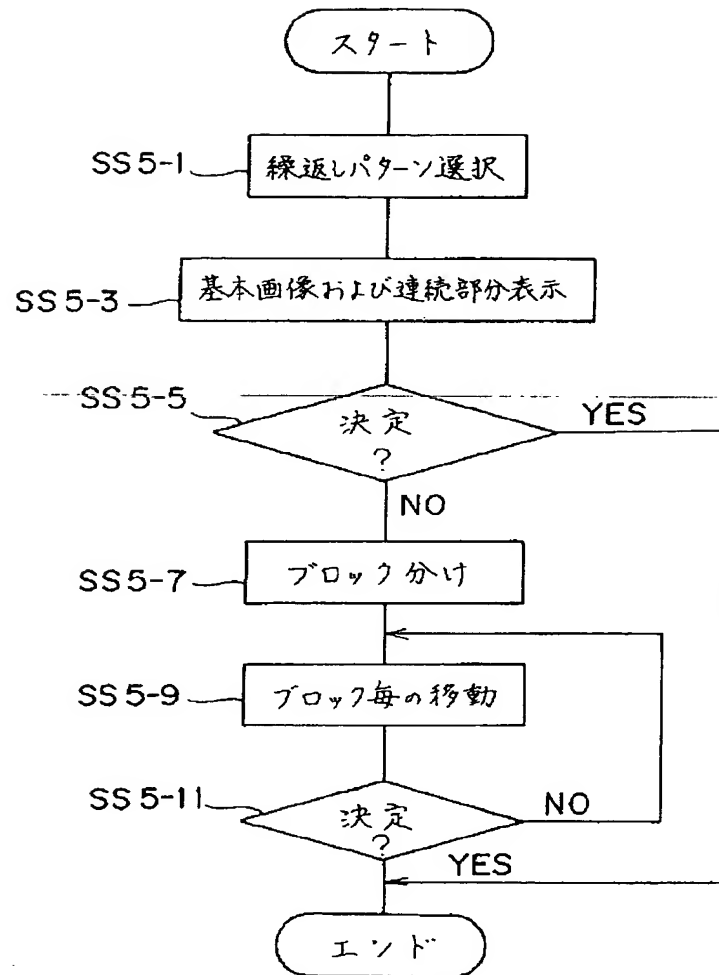 スタート
SS5-1
繰返しパターン選択
SS5-3
基本画像および連続部分表示
SS5-5
決定
?
YES
NO
SS5-7
ブロック分け
SS5-9
ブロック毎の移動
SS5-11
決定
?
NO
YES
エンド